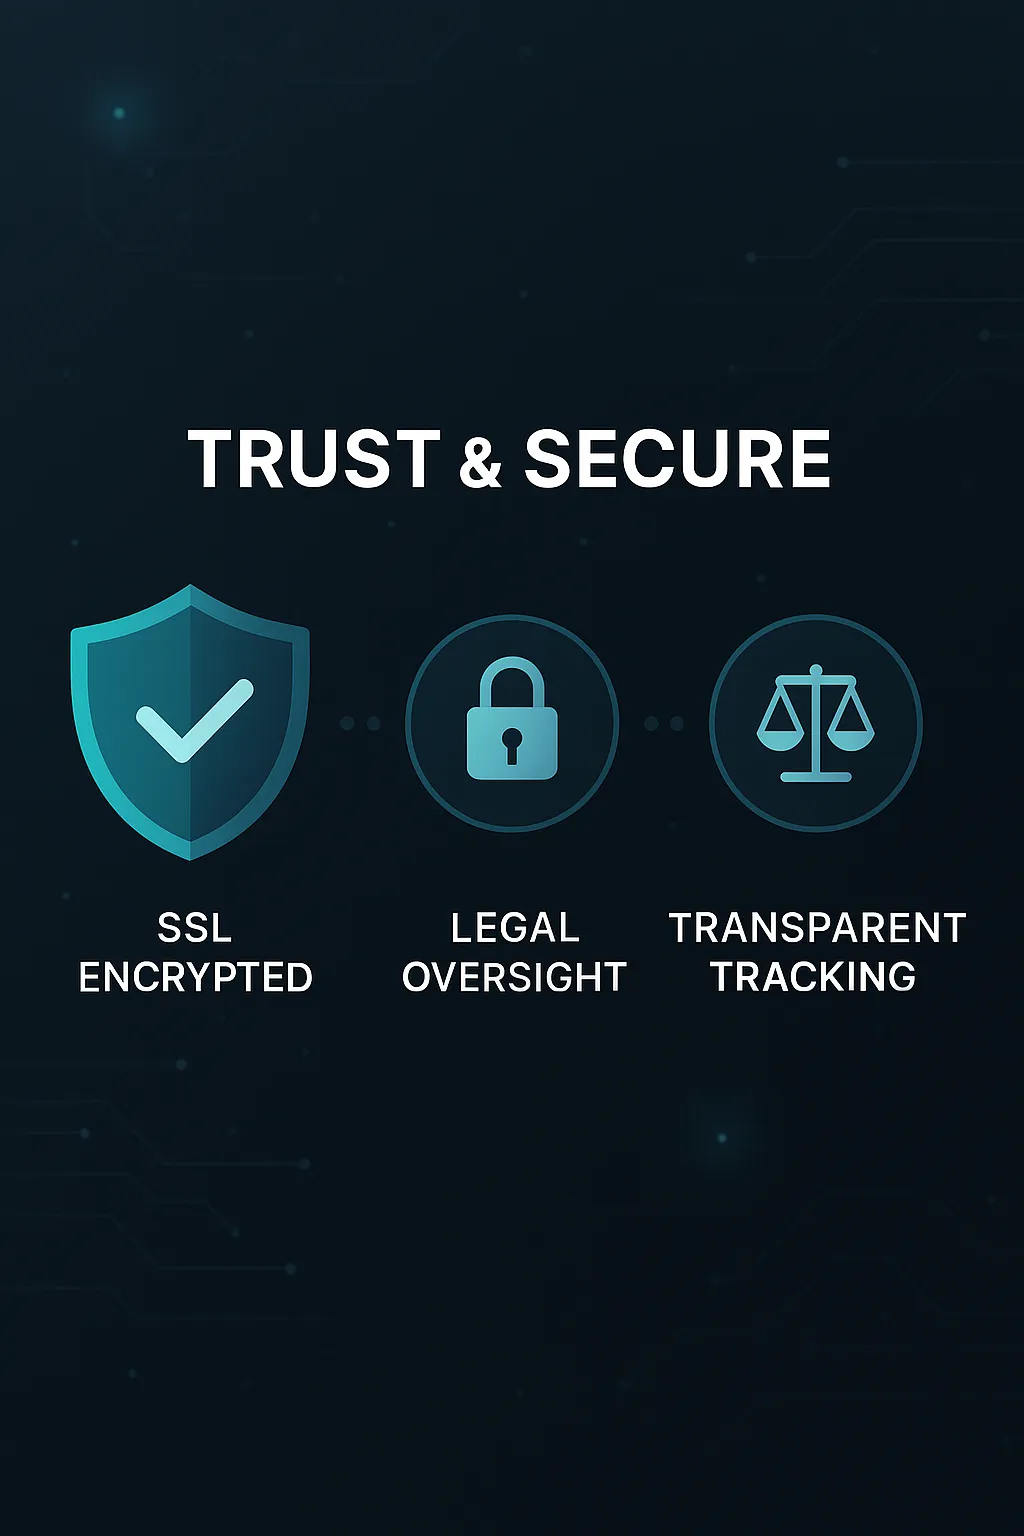 TRUST & SECURE
SSL
ENCRYPTED
LEGAL
OVERSIGHT
TRANSPARENT
TRACKING